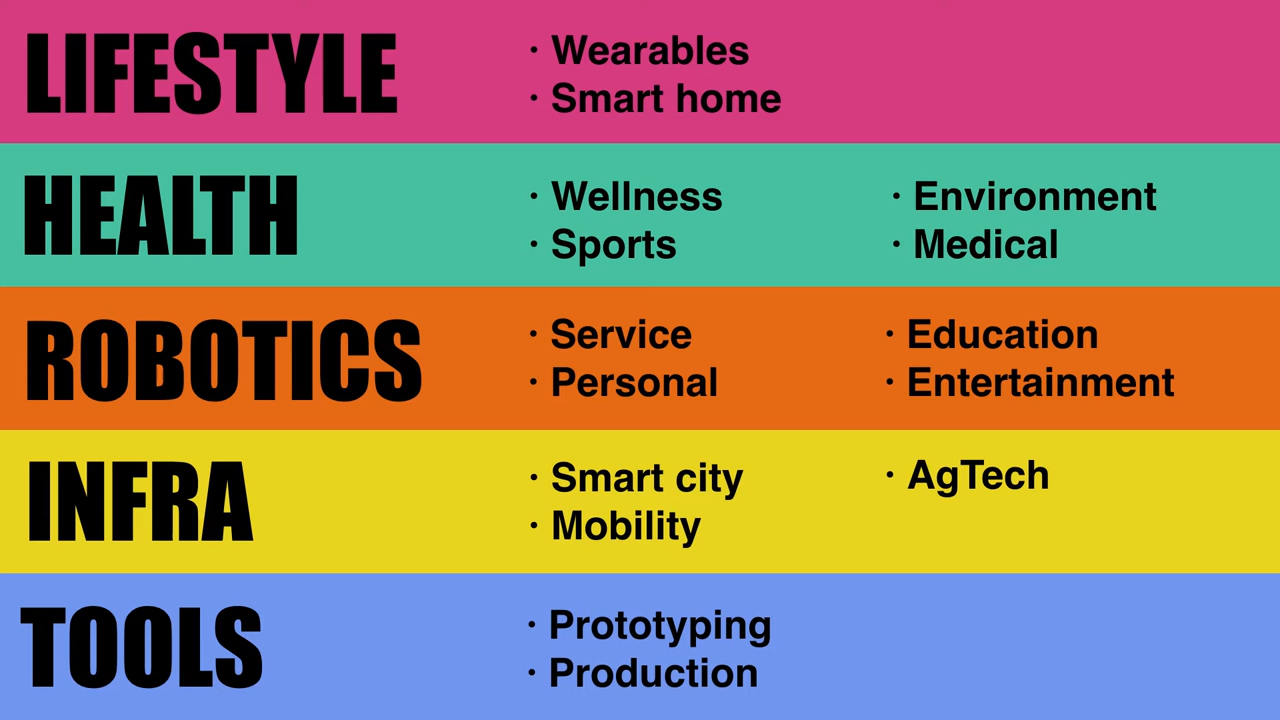 LIFESTYLE
· Wearables
· Smart home
HEALTH
· Wellness
· Sports
· Environment
· Medical
ROBOTICS
· Service
· Personal
· Education
· Entertainment
INFRA
· Smart city
· Mobility
· AgTech
TOOLS
· Prototyping
· Production